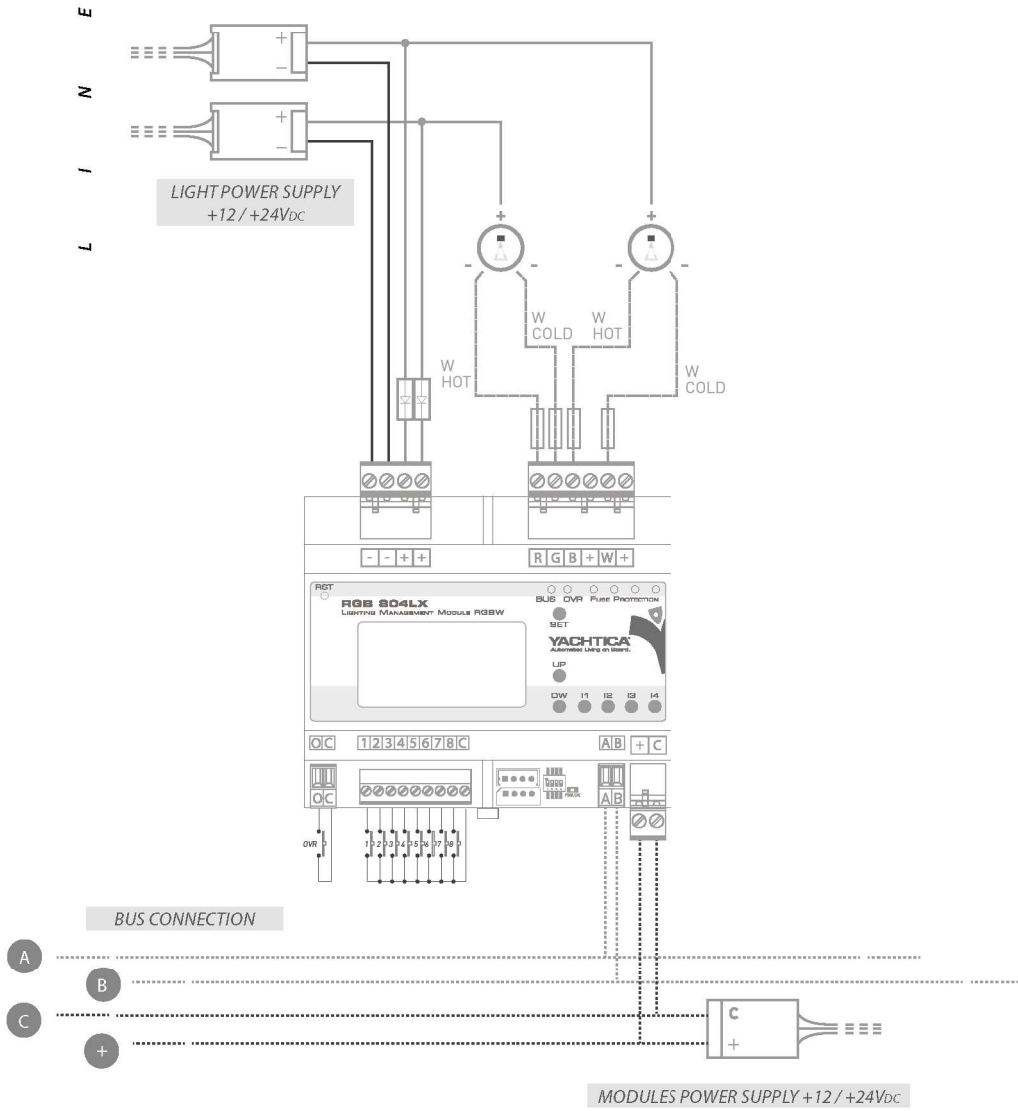 L I N E
+
−
+
−
LIGHT POWER SUPPLY
+12 / +24VDC
+
+
- -
- -
W
COLD
W
HOT
W
HOT
W
COLD
- - + +
R G B + W +
RST
RGB 804LX
LIGHTING MANAGEMENT MODULE RGBW
BUS OVR FUSE PROTECTION
SET
YACHTICA
Automated Living on Board.
UP
DW I1 I2 I3 I4
O C
1 2 3 4 5 6 7 8 C
A B
+ C
O C
A B
OVR
1 2 3 4 5 6 7 8
BUS CONNECTION
A
B
C
C
+
+
MODULES POWER SUPPLY +12 / +24VDC